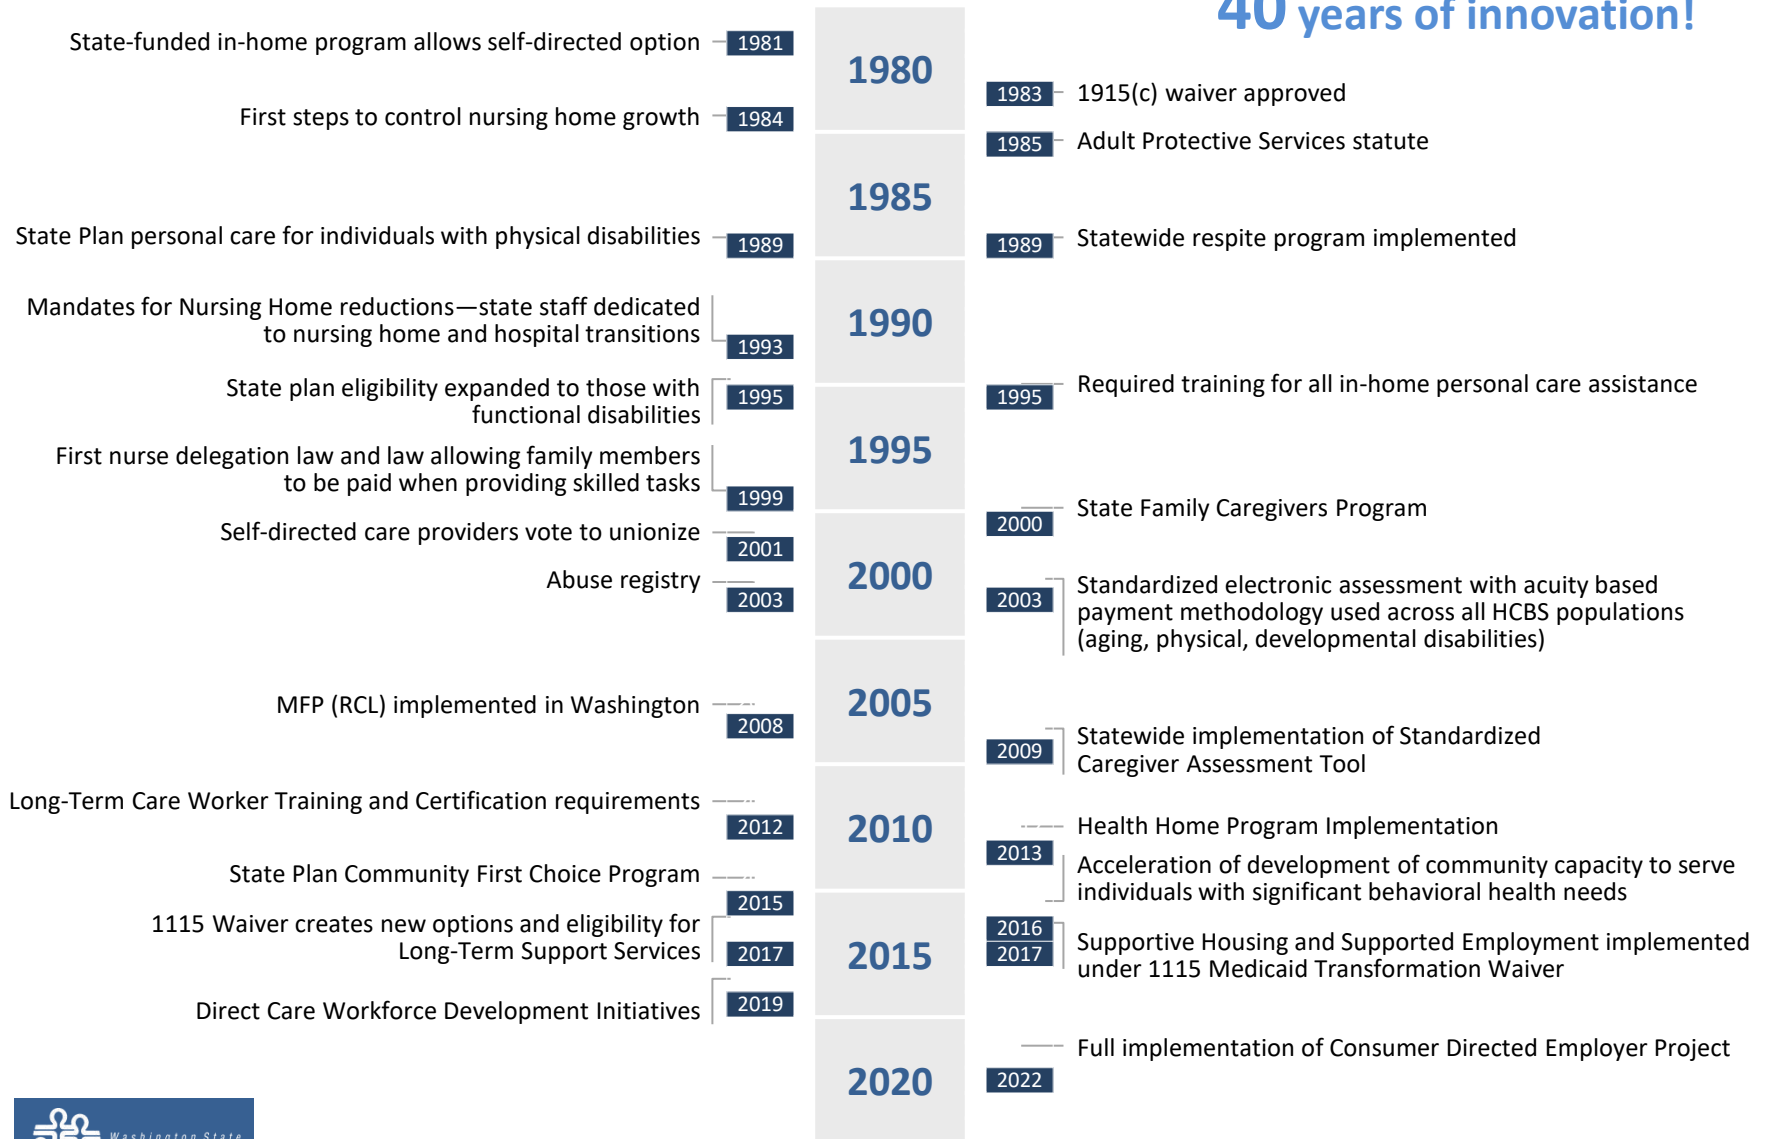 40 years of innovation!
State-funded in-home program allows self-directed option
1981
1980
1983
1915(c) waiver approved
First steps to control nursing home growth
1984
1985
Adult Protective Services statute
1985
State Plan personal care for individuals with physical disabilities
1989
1989
Statewide respite program implemented
Mandates for Nursing Home reductions—state staff dedicated
to nursing home and hospital transitions
1993
1990
State plan eligibility expanded to those with
functional disabilities
1995
1995
Required training for all in-home personal care assistance
1995
First nurse delegation law and law allowing family members
to be paid when providing skilled tasks
1999
State Family Caregivers Program
2000
Self-directed care providers vote to unionize
2001
2000
Abuse registry
2003
2003
Standardized electronic assessment with acuity based
payment methodology used across all HCBS populations
(aging, physical, developmental disabilities)
MFP (RCL) implemented in Washington
2008
2005
2009
Statewide implementation of Standardized
Caregiver Assessment Tool
Long-Term Care Worker Training and Certification requirements
2012
2010
Health Home Program Implementation
2013
Acceleration of development of community capacity to serve
individuals with significant behavioral health needs
State Plan Community First Choice Program
2015
1115 Waiver creates new options and eligibility for
Long-Term Support Services
2017
2015
2016
2017
Supportive Housing and Supported Employment implemented
under 1115 Medicaid Transformation Waiver
Direct Care Workforce Development Initiatives
2019
Full implementation of Consumer Directed Employer Project
2022
2020
Washington State